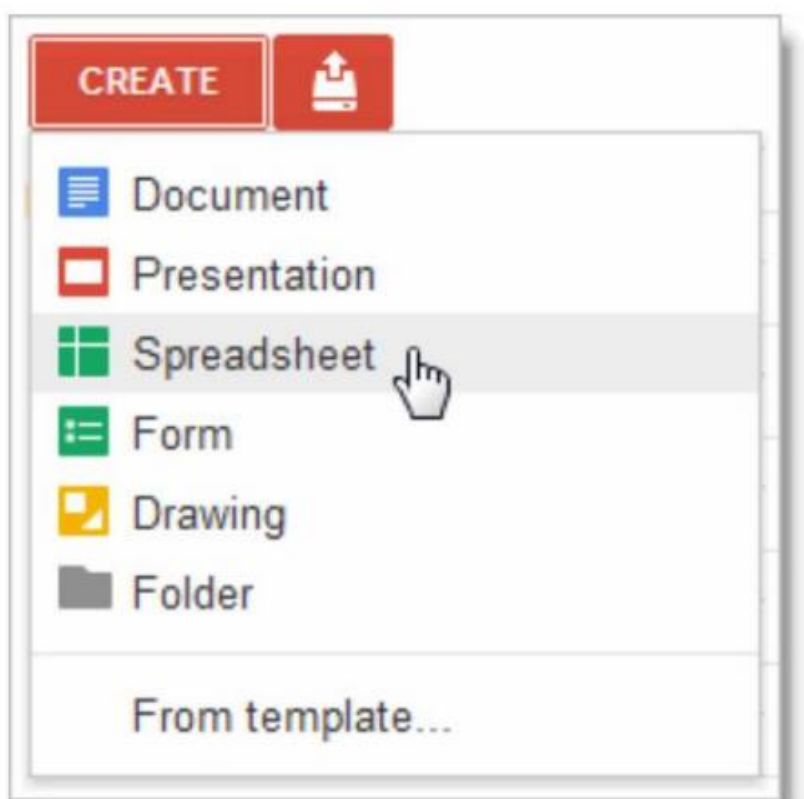 CREATE
Document
Presentation
Spreadsheet
Form
Drawing
Folder
From template...